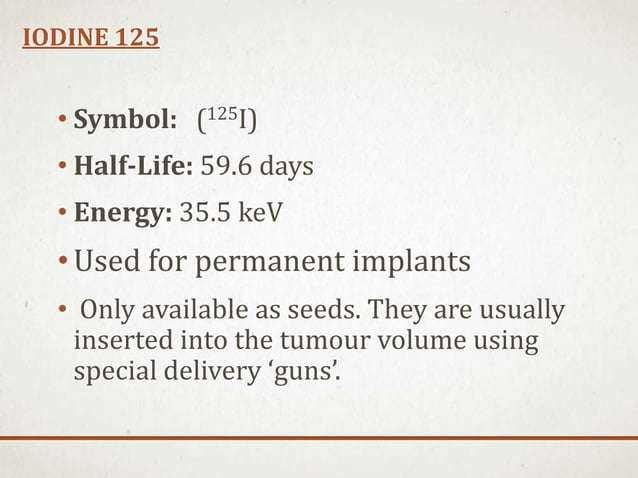 IODINE 125
• Symbol: (¹²⁵I)
• Half-Life: 59.6 days
• Energy: 35.5 keV
• Used for permanent implants
• Only available as seeds. They are usually
inserted into the tumour volume using
special delivery ‘guns’.